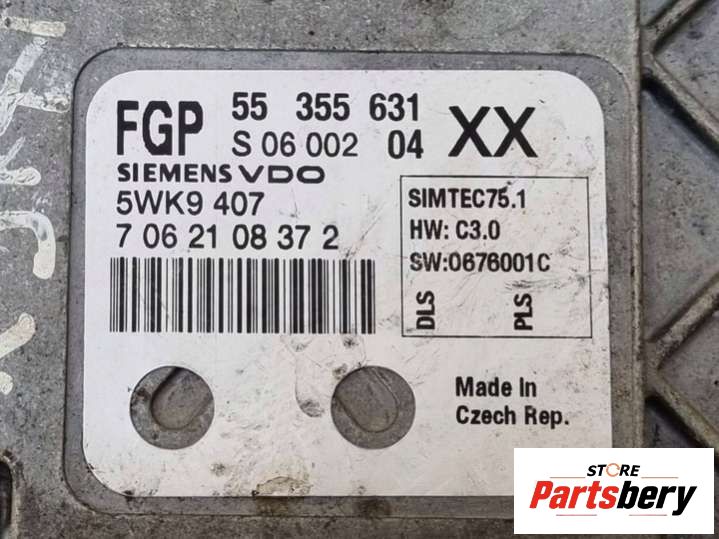 FGP 55 355 631 XX
S 06 002 04
SIEMENS VDO
5WK9 407
7 06 21 08 37 2
SIMTEC75.1
HW: C3.0
SW:0676001C
DLS PLS
Made In
Czech Rep.
STORE
Partsbery